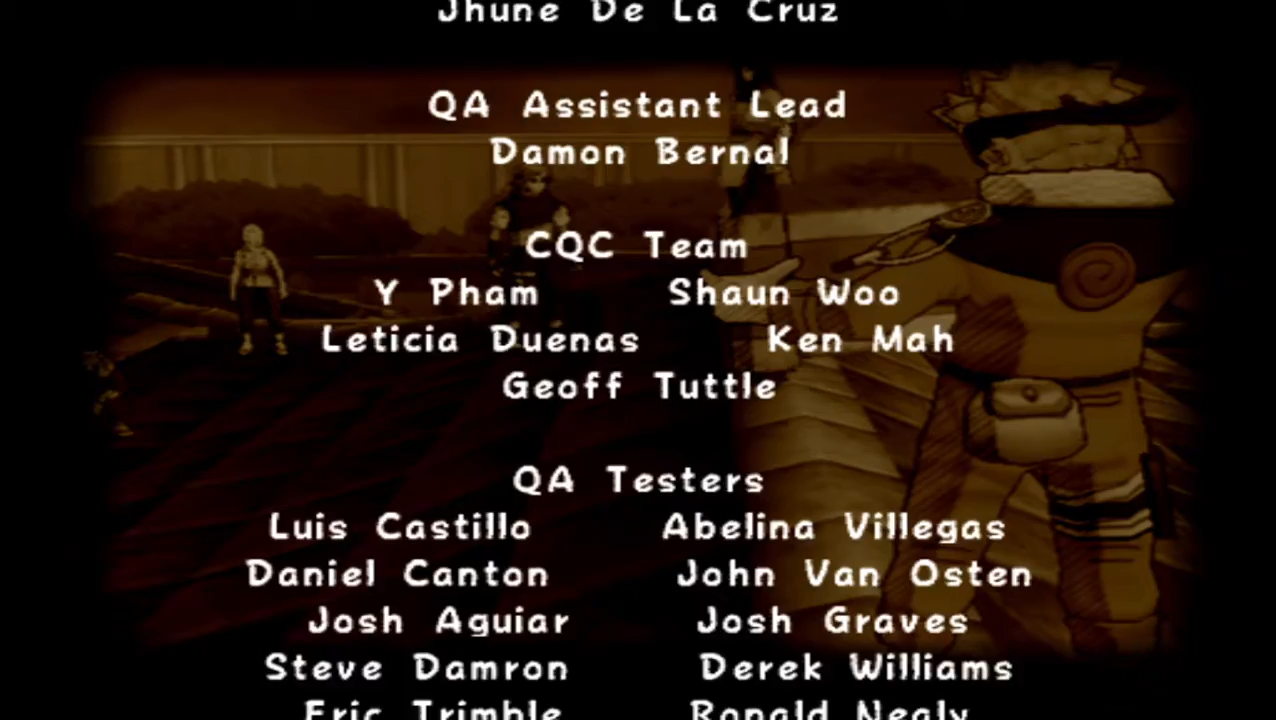 Jhune De La Cruz
QA Assistant Lead
Damon Bernal
CQC Team
Y Pham Shaun Woo
Leticia Duenas Ken Mah
Geoff Tuttle
QA Testers
Luis Castillo Abelina Villegas
Daniel Canton John Van Osten
Josh Aguiar Josh Graves
Steve Damron Derek Williams
Eric Trimble Ronald Nealy